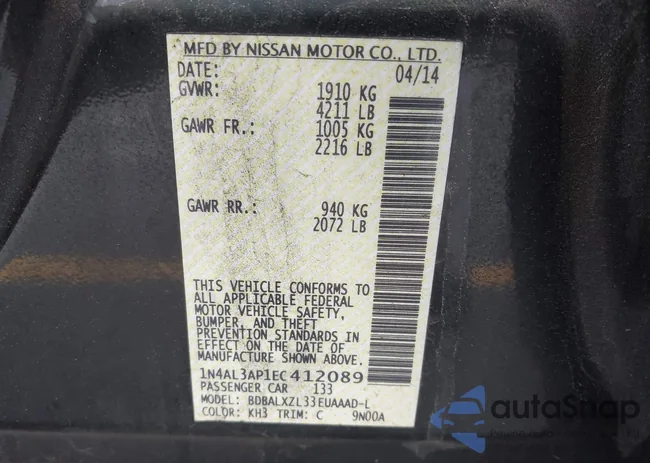 MFD BY NISSAN MOTOR CO., LTD.
DATE: 04/14
GVWR: 1910 KG
4211 LB
GAWR FR.: 1005 KG
2216 LB
GAWR RR.: 940 KG
2072 LB
THIS VEHICLE CONFORMS TO
ALL APPLICABLE FEDERAL
MOTOR VEHICLE SAFETY,
BUMPER, AND THEFT
PREVENTION STANDARDS IN
EFFECT ON THE DATE OF
MANUFACTURE SHOWN ABOVE.
1N4AL3AP1EC412089
PASSENGER CAR 133
MODEL: BDBALXZL33EUAAAD-L
COLOR: KH3 TRIM: C 9N00A
AutoSnap